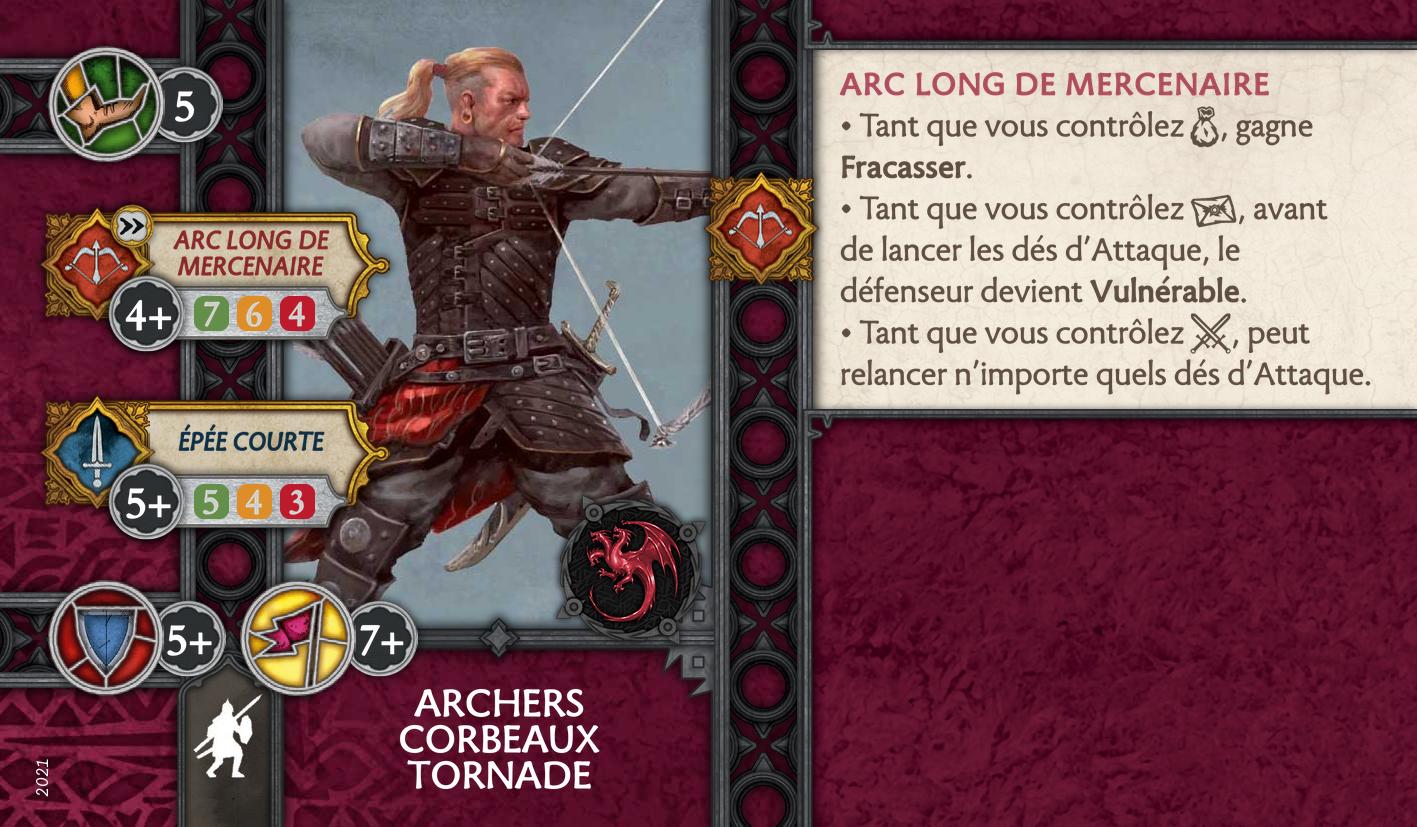 5
ARC LONG DE
MERCENAIRE
4+ 7 6 4
ÉPÉE COURTE
5+ 5 4 3
5+ 7+
ARCHERS
CORBEAUX
TORNADE
2021
ARC LONG DE MERCENAIRE
• Tant que vous contrôlez , gagne
Fracasser.
• Tant que vous contrôlez , avant
de lancer les dés d’Attaque, le
défenseur devient Vulnérable.
• Tant que vous contrôlez , peut
relancer n’importe quels dés d’Attaque.